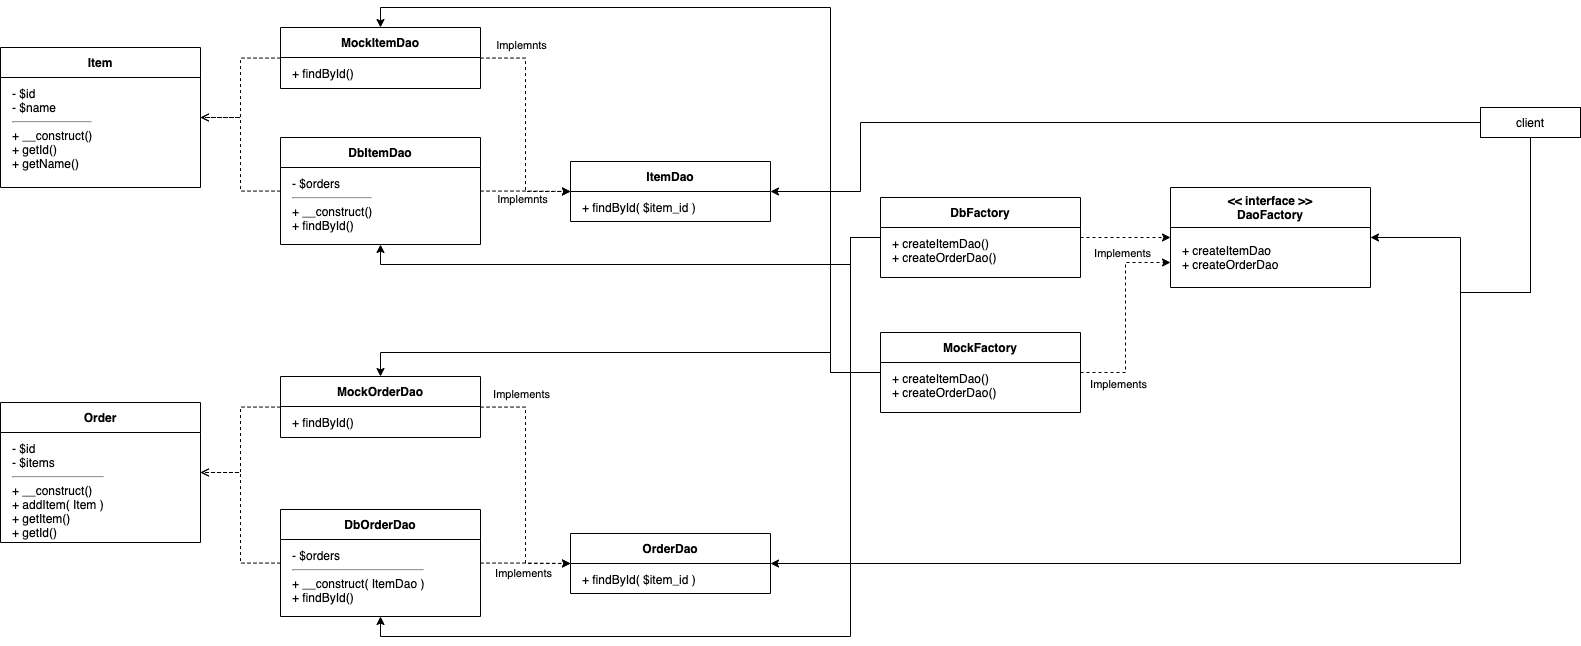 Item
- $id
- $name
+ __construct()
+ getId()
+ getName()
MockItemDao
+ findById()
Implemnts
DbItemDao
- $orders
+ __construct()
+ findById()
Implemnts
ItemDao
+ findById( $item_id )
client
DbFactory
+ createItemDao()
+ createOrderDao()
Implements
<< interface >>
DaoFactory
+ createItemDao
+ createOrderDao
MockFactory
+ createItemDao()
+ createOrderDao()
Implements
Order
- $id
- $items
+ __construct()
+ addItem( Item )
+ getItem()
+ getId()
MockOrderDao
+ findById()
Implements
DbOrderDao
- $orders
+ __construct( ItemDao )
+ findById()
Implements
OrderDao
+ findById( $item_id )